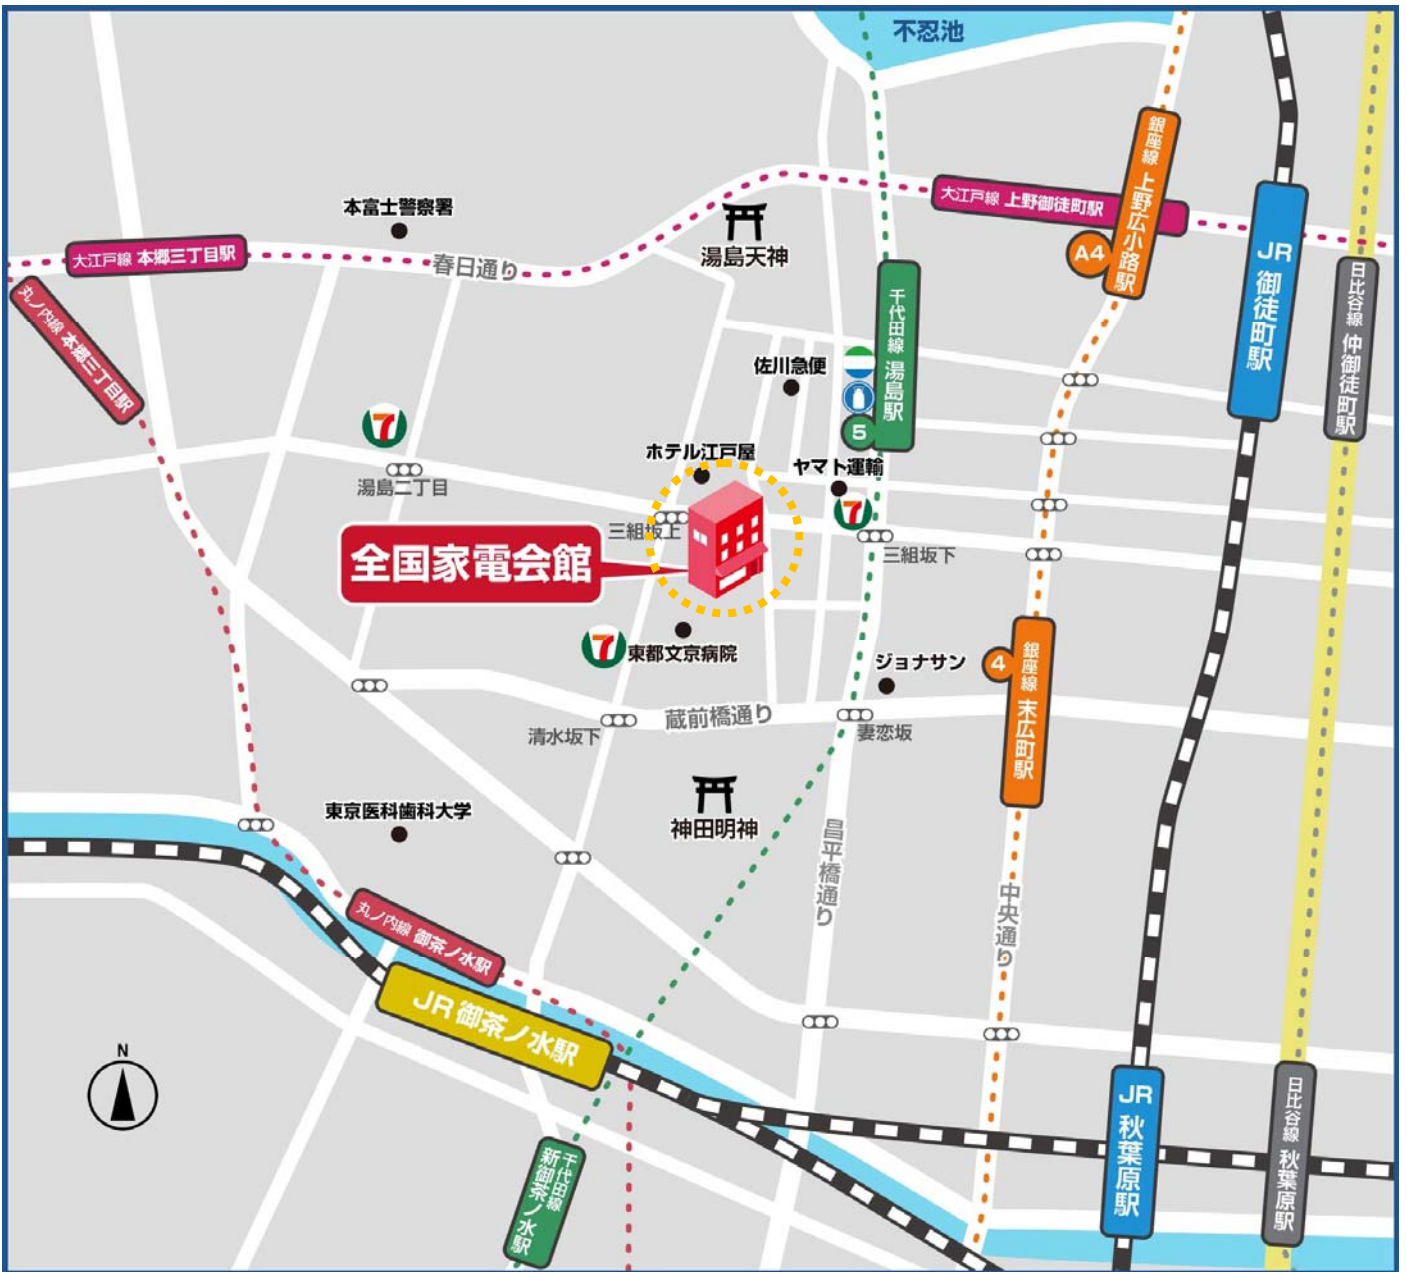 不忍池
銀座線 上野広小路駅
A4
大江戸線 上野御徒町駅
JR 御徒町駅
日比谷線 仲御徒町駅
本富士警察署
湯島天神
大江戸線 本郷三丁目駅
春日通り
丸ノ内線 本郷三丁目駅
千代田線 湯島駅
5
佐川急便
7
湯島二丁目
ホテル江戸屋
ヤマト運輸
7
三組坂上
三組坂下
全国家電会館
7
東都文京病院
ジョナサン
4
銀座線 末広町駅
清水坂下
蔵前橋通り
妻恋坂
東京医科歯科大学
神田明神
昌平橋通り
中央通り
丸ノ内線 御茶ノ水駅
JR 御茶ノ水駅
N
千代田線
新御茶ノ水駅
JR 秋葉原駅
日比谷線 秋葉原駅